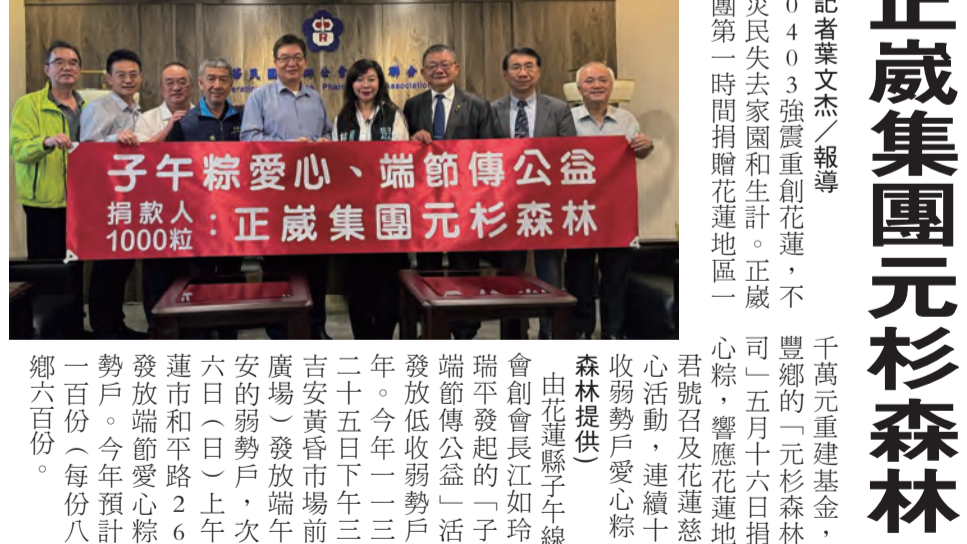 正崴集團元杉森林
記者葉文杰／報導
0403強震重創花蓮，不
災民失去家園和生計。正崴
團第一時間捐贈花蓮地區一
千萬元重建基金，
豐鄉的「元杉森林
司」五月十六日捐
心粽，響應花蓮地
君號召及花蓮慈
心活動，連續十
收弱勢戶愛心粽
森林提供）
由花蓮縣子午線
會創會長江如玲
瑞平發起的「子
端節傳公益」活
發放低收弱勢戶
年。今年一一三
二十五日下午三
吉安黃昏市場前
廣場）發放端午
安的弱勢戶，次
六日（日）上午
蓮市和平路26
發放端節愛心粽
勢戶。今年預計
一百份（每份八
鄉六百份。
子午粽愛心、端節傳公益
捐款人：正崴集團元杉森林
1000粒